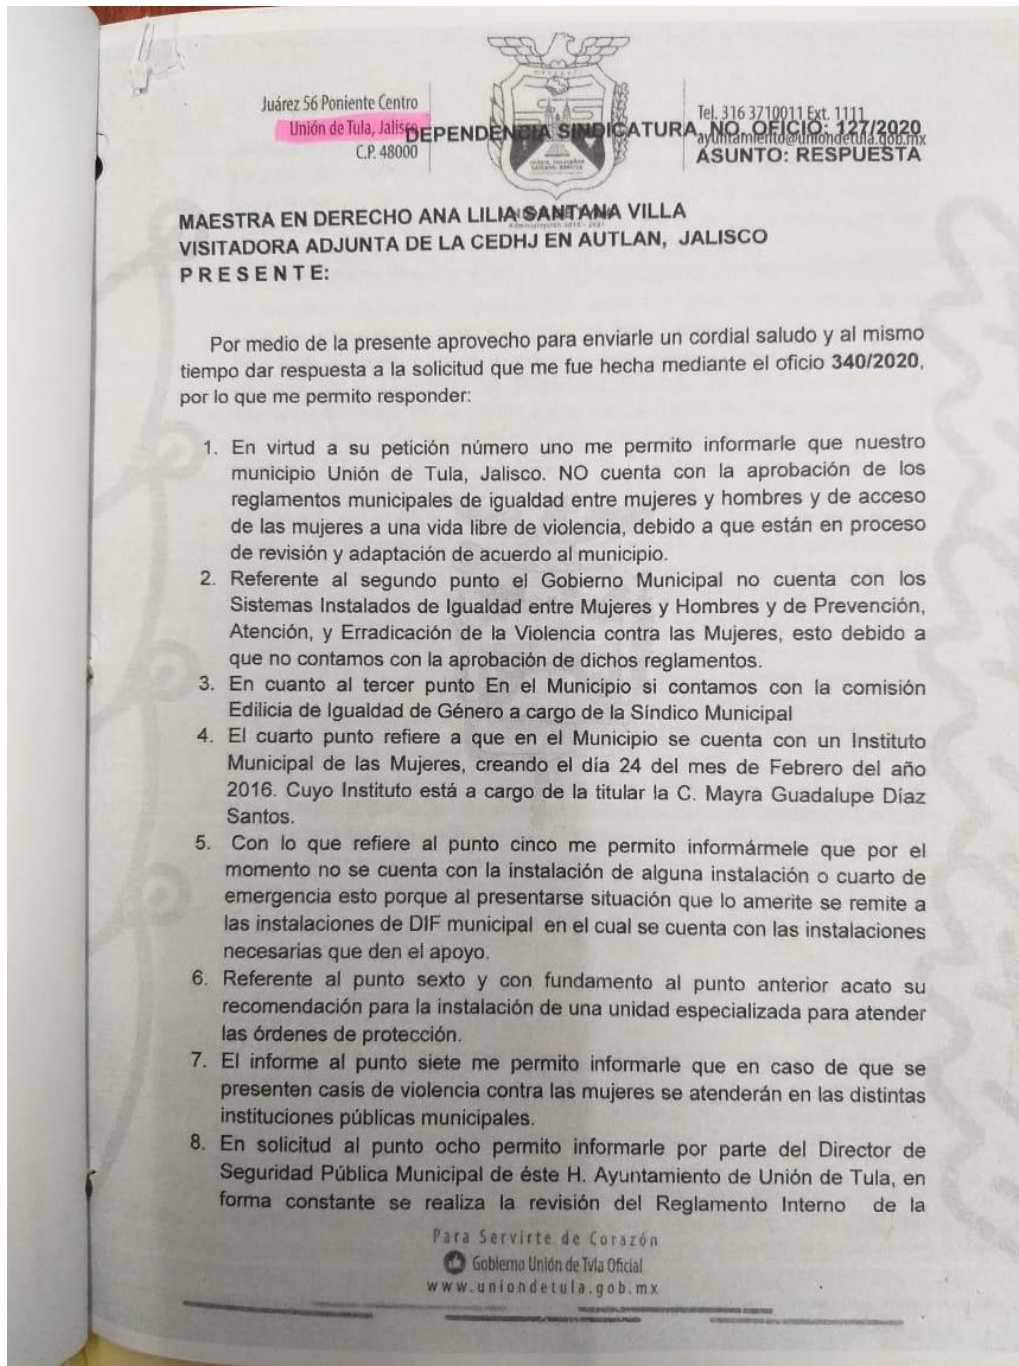 Juárez 56 Poniente Centro
Unión de Tula, Jalisco
C.P. 48000
Tel. 316 3710011 Ext. 1111
ayuntamiento@uniondetula.gob.mx
DEPENDENCIA SINDICATURA, NO. OFICIO: 127/2020
ASUNTO: RESPUESTA
MAESTRA EN DERECHO ANA LILIA SANTANA VILLA
VISITADORA ADJUNTA DE LA CEDHJ EN AUTLAN, JALISCO
P R E S E N T E:
Por medio de la presente aprovecho para enviarle un cordial saludo y al mismo
tiempo dar respuesta a la solicitud que me fue hecha mediante el oficio 340/2020,
por lo que me permito responder:
1. En virtud a su petición número uno me permito informarle que nuestro
municipio Unión de Tula, Jalisco. NO cuenta con la aprobación de los
reglamentos municipales de igualdad entre mujeres y hombres y de acceso
de las mujeres a una vida libre de violencia, debido a que están en proceso
de revisión y adaptación de acuerdo al municipio.
2. Referente al segundo punto el Gobierno Municipal no cuenta con los
Sistemas Instalados de Igualdad entre Mujeres y Hombres y de Prevención,
Atención, y Erradicación de la Violencia contra las Mujeres, esto debido a
que no contamos con la aprobación de dichos reglamentos.
3. En cuanto al tercer punto En el Municipio si contamos con la comisión
Edilicia de Igualdad de Género a cargo de la Síndico Municipal
4. El cuarto punto refiere a que en el Municipio se cuenta con un Instituto
Municipal de las Mujeres, creando el día 24 del mes de Febrero del año
2016. Cuyo Instituto está a cargo de la titular la C. Mayra Guadalupe Díaz
Santos.
5. Con lo que refiere al punto cinco me permito informármele que por el
momento no se cuenta con la instalación de alguna instalación o cuarto de
emergencia esto porque al presentarse situación que lo amerite se remite a
las instalaciones de DIF municipal en el cual se cuenta con las instalaciones
necesarias que den el apoyo.
6. Referente al punto sexto y con fundamento al punto anterior acato su
recomendación para la instalación de una unidad especializada para atender
las órdenes de protección.
7. El informe al punto siete me permito informarle que en caso de que se
presenten casis de violencia contra las mujeres se atenderán en las distintas
instituciones públicas municipales.
8. En solicitud al punto ocho permito informarle por parte del Director de
Seguridad Pública Municipal de éste H. Ayuntamiento de Unión de Tula, en
forma constante se realiza la revisión del Reglamento Interno de la
Para Servirte de Corazón
Gobierno Unión de Tvla Oficial
www.uniondetula.gob.mx